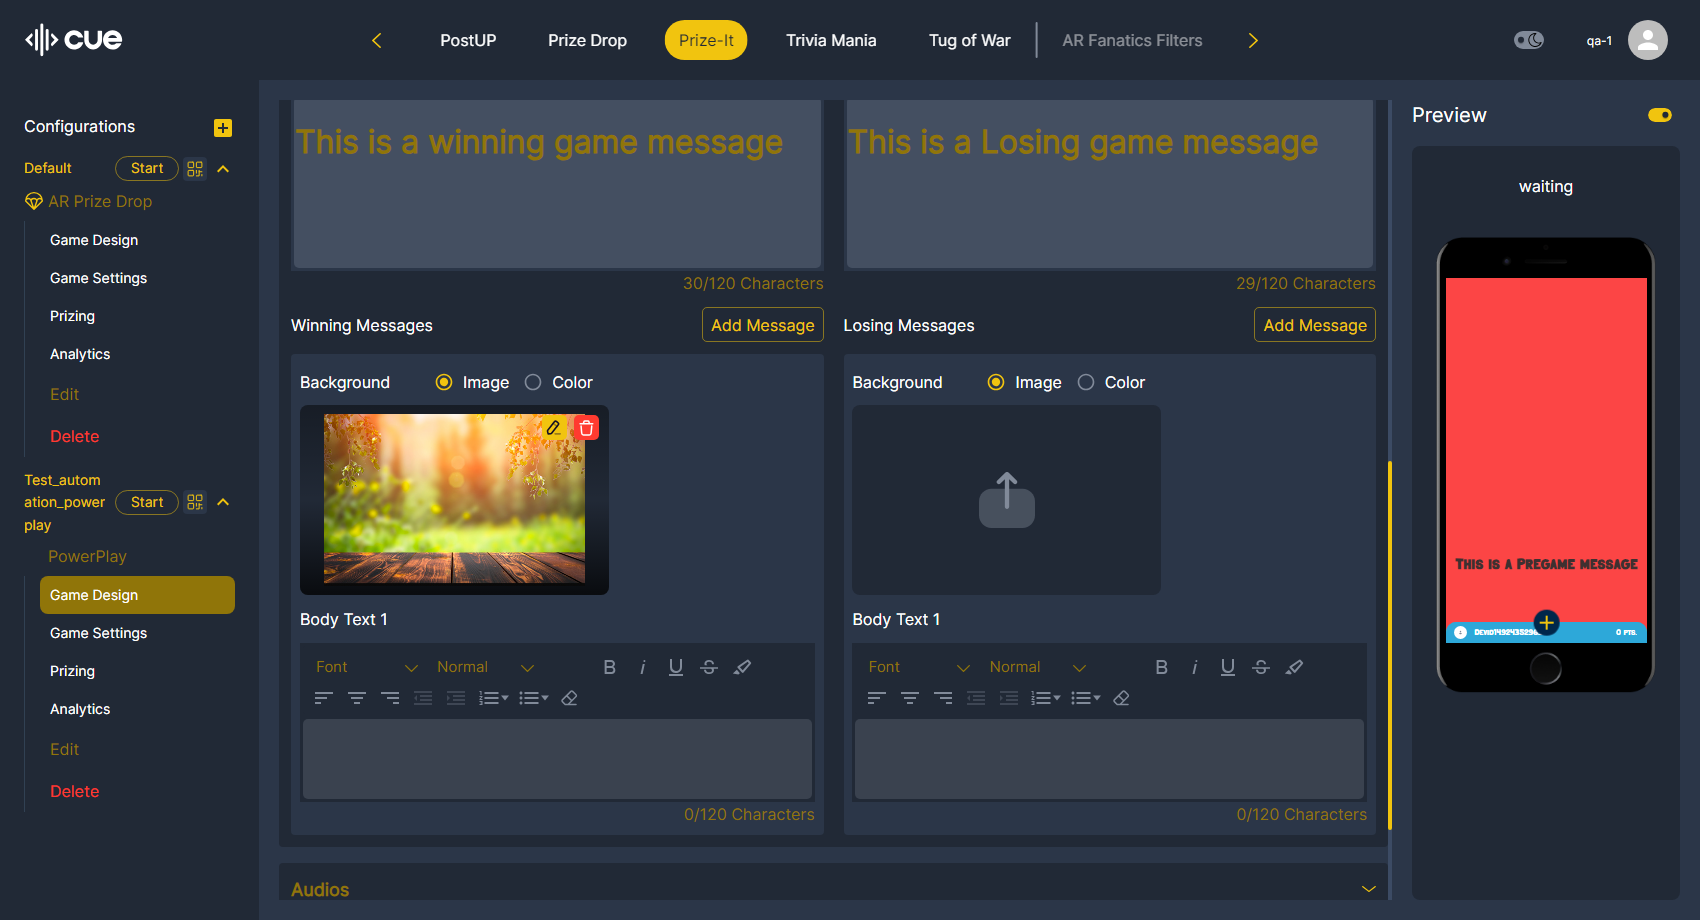 cue
PostUP
Prize Drop
Prize-It
Trivia Mania
Tug of War
AR Fanatics Filters
qa-1
Configurations
Default
Start
AR Prize Drop
Game Design
Game Settings
Prizing
Analytics
Edit
Delete
Test_autom
ation_power
play
Start
PowerPlay
Game Design
Game Settings
Prizing
Analytics
Edit
Delete
This is a winning game message
This is a Losing game message
30/120 Characters
29/120 Characters
Winning Messages
Add Message
Losing Messages
Add Message
Background
Image
Color
Background
Image
Color
Body Text 1
Body Text 1
Font
Normal
B
i
U
S
Font
Normal
B
i
U
S
0/120 Characters
0/120 Characters
Audios
Preview
waiting
This is a Pregame message
0 pts.